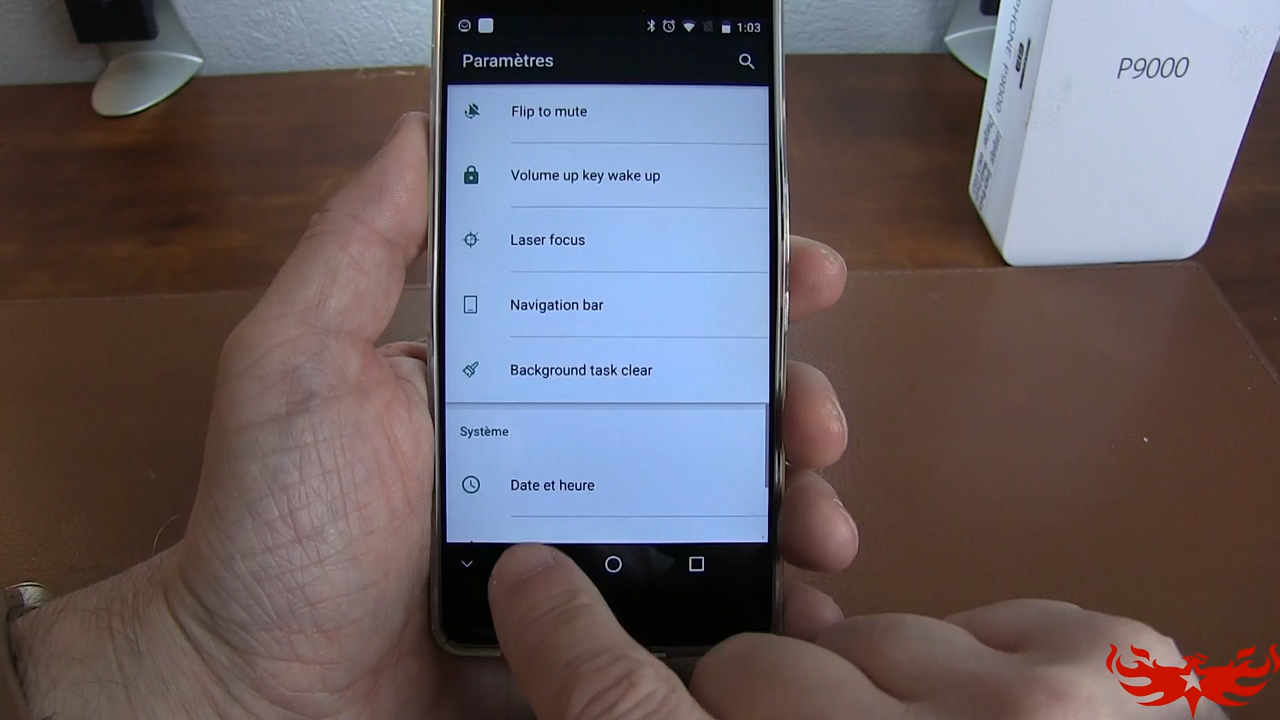 1:03
Paramètres
Flip to mute
Volume up key wake up
Laser focus
Navigation bar
Background task clear
Système
Date et heure
P9000